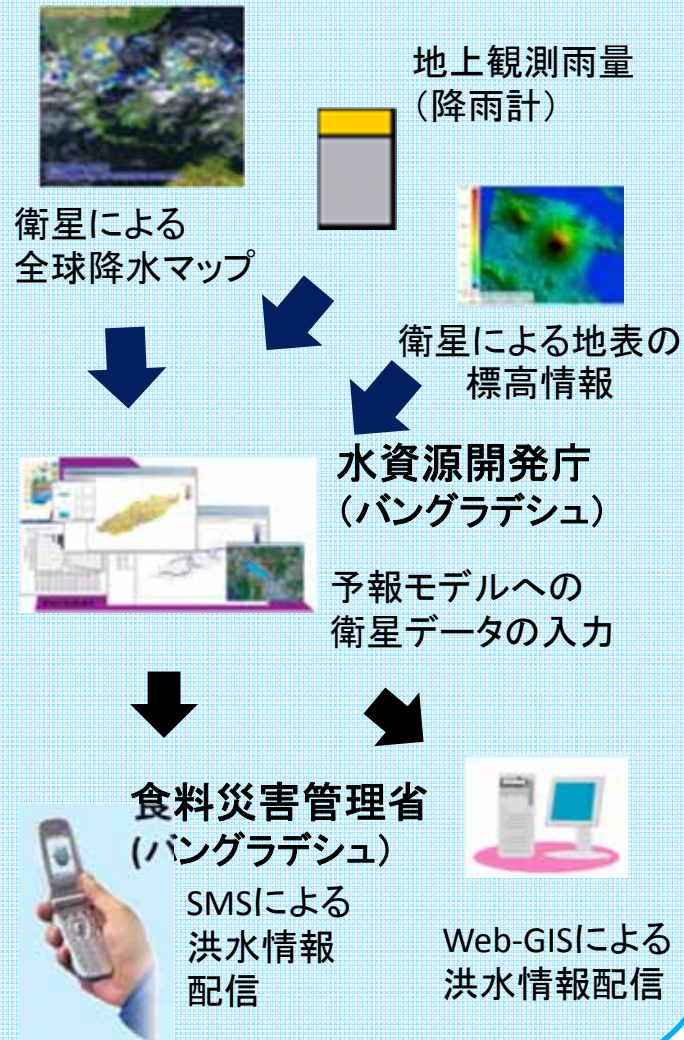 地上観測雨量
（降雨計）
衛星による
全球降水マップ
衛星による地表の
標高情報
水資源開発庁
（バングラデシュ）
予報モデルへの
衛星データの入力
食料災害管理省
(バングラデシュ）
SMSによる
洪水情報
配信
Web-GISによる
洪水情報配信